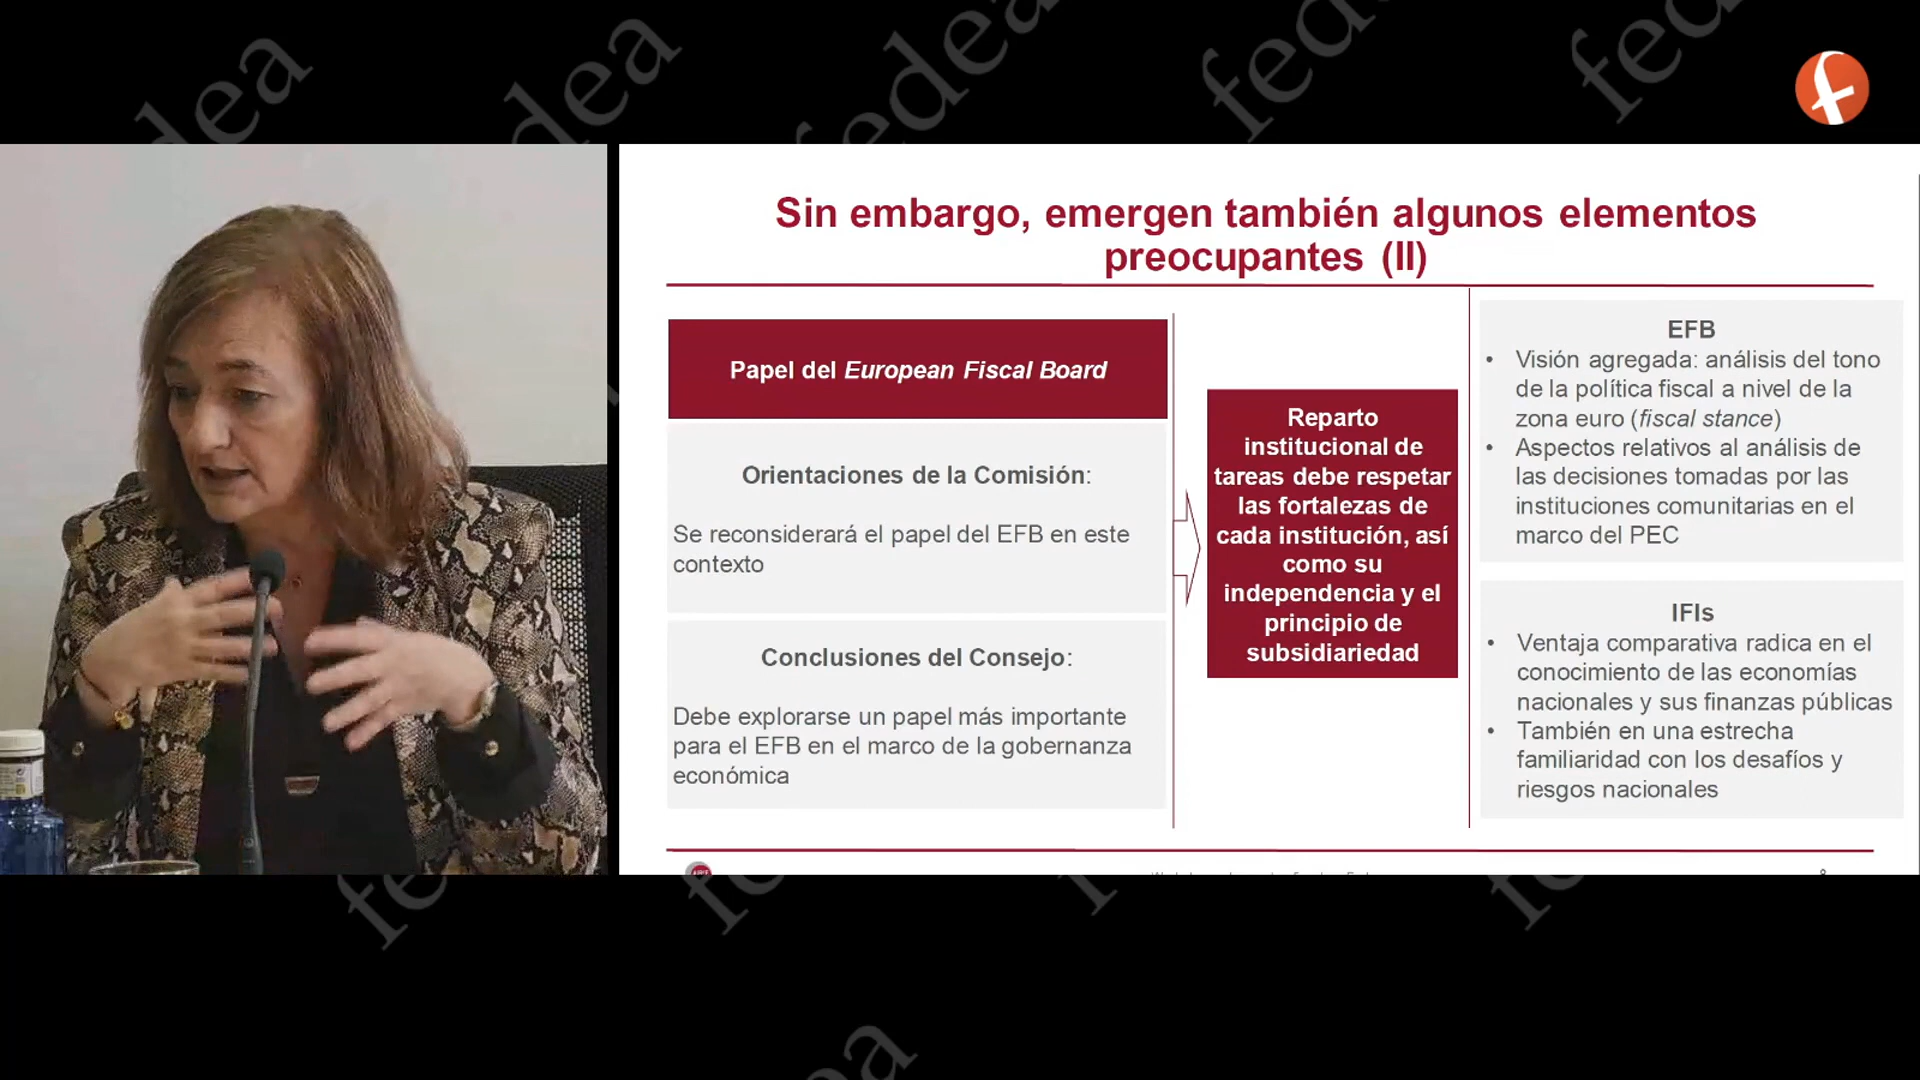 fedea
Sin embargo, emergen también algunos elementos
preocupantes (II)
Papel del European Fiscal Board
Orientaciones de la Comisión:
Se reconsiderará el papel del EFB en este
contexto
Conclusiones del Consejo:
Debe explorarse un papel más importante
para el EFB en el marco de la gobernanza
económica
Reparto
institucional de
tareas debe respetar
las fortalezas de
cada institución, así
como su
independencia y el
principio de
subsidiariedad
EFB
• Visión agregada: análisis del tono
de la política fiscal a nivel de la
zona euro (fiscal stance)
• Aspectos relativos al análisis de
las decisiones tomadas por las
instituciones comunitarias en el
marco del PEC
IFIs
• Ventaja comparativa radica en el
conocimiento de las economías
nacionales y sus finanzas públicas
• También en una estrecha
familiaridad con los desafíos y
riesgos nacionales